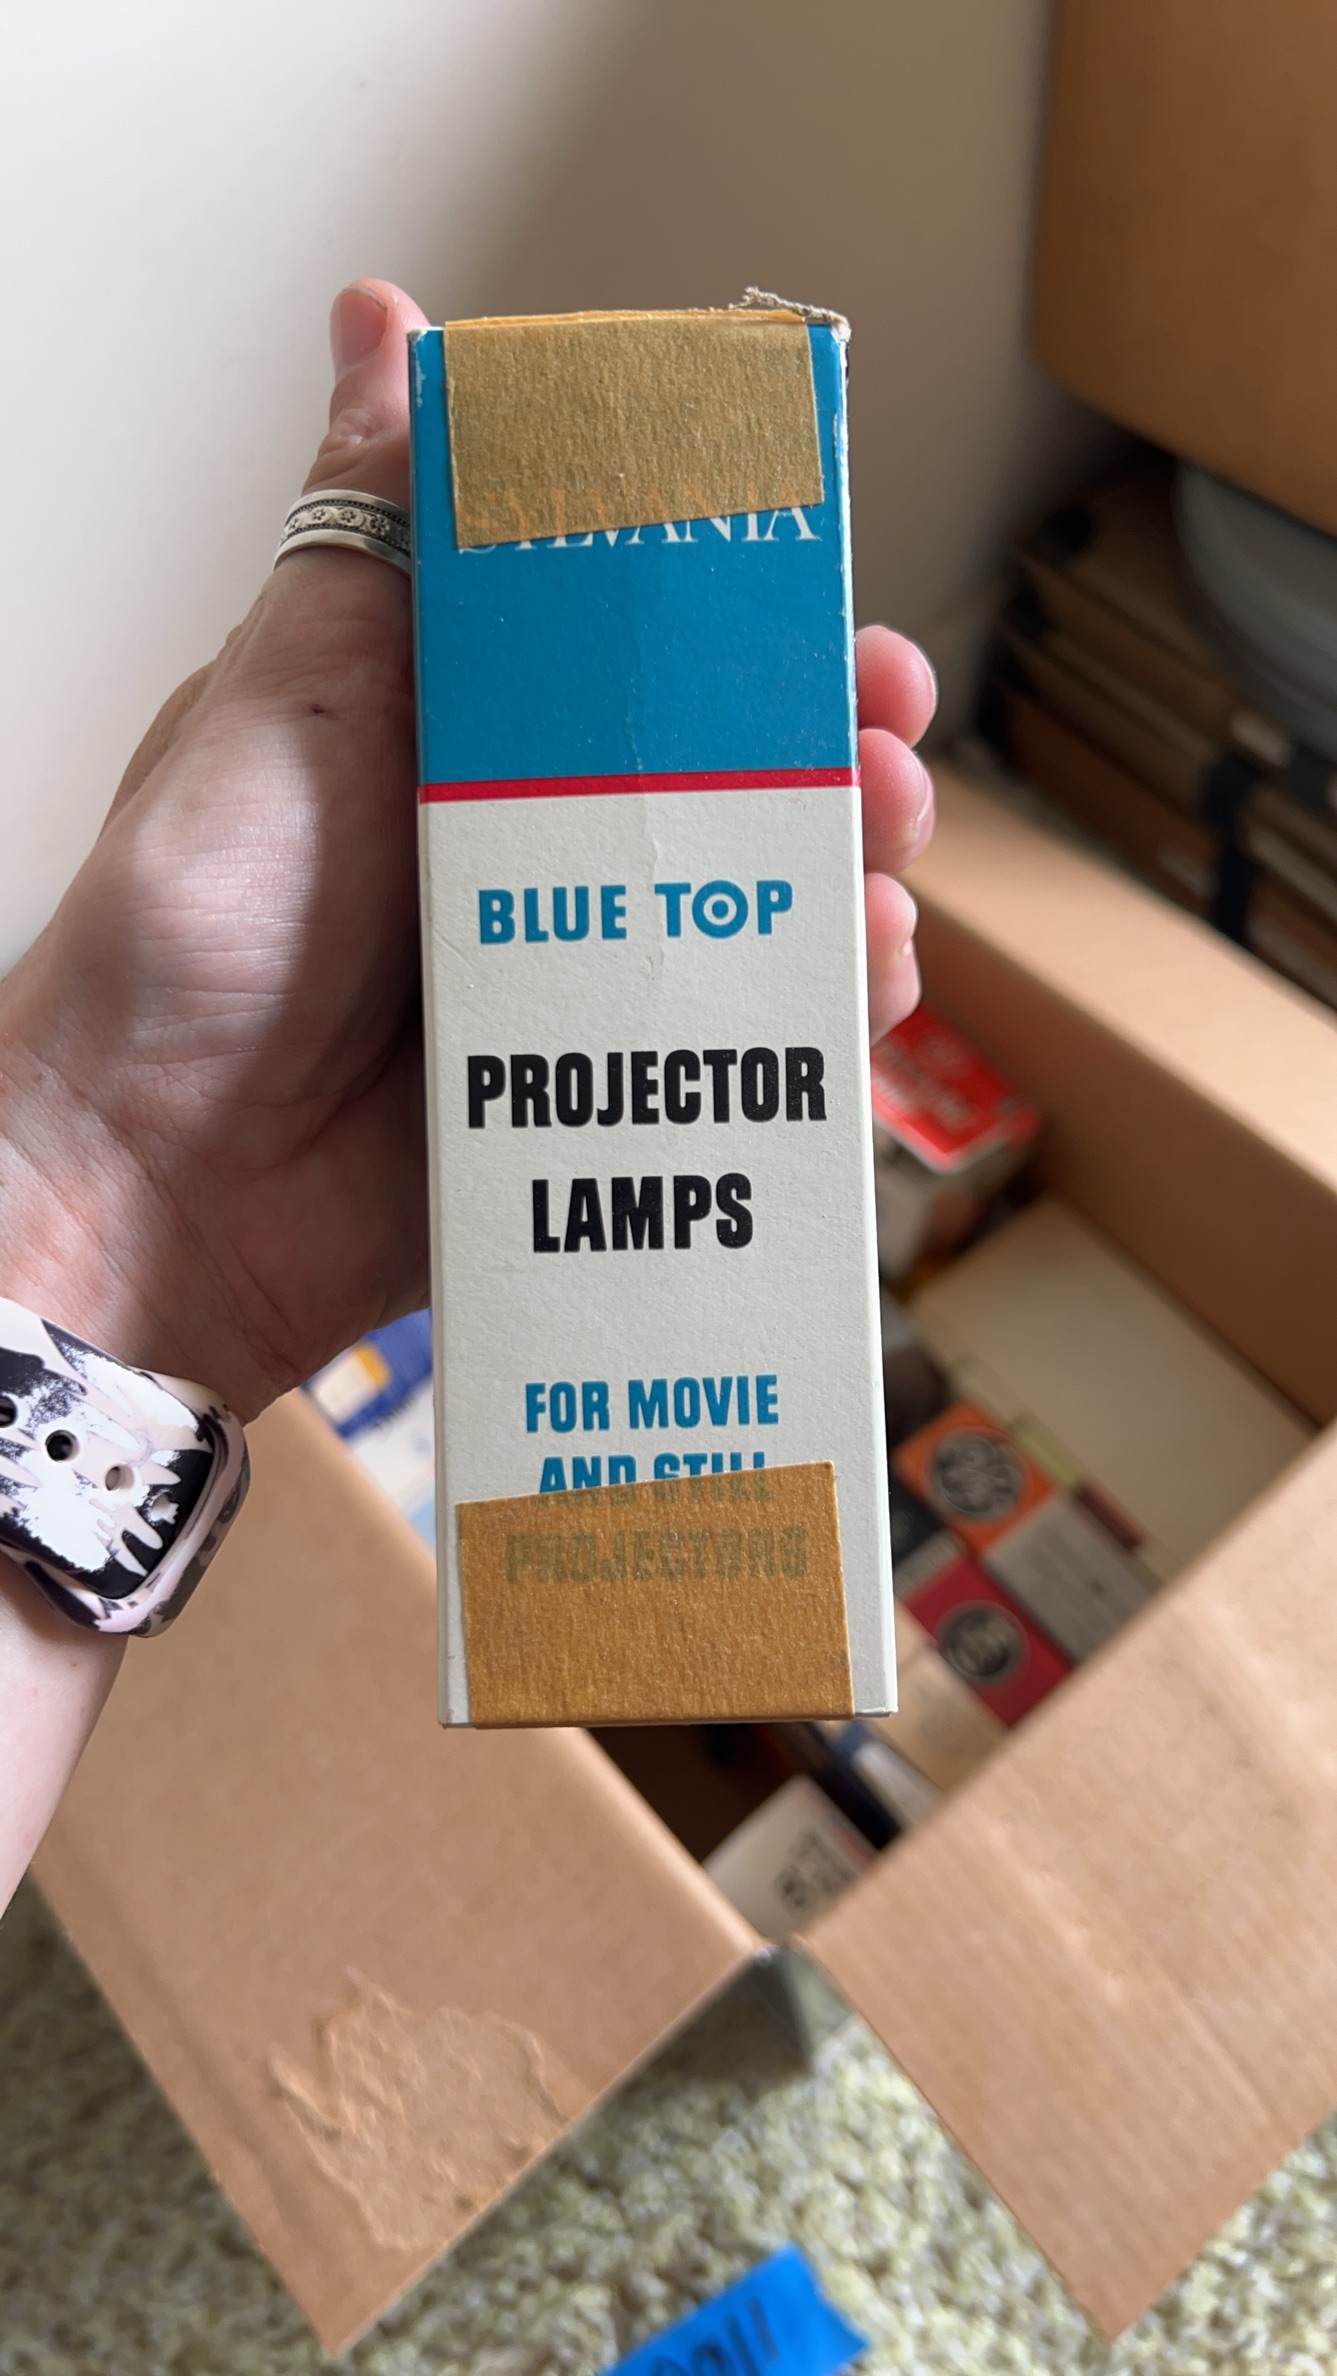 SYLVANIA
BLUE TOP
PROJECTOR
LAMPS
FOR MOVIE
AND STILL
PROJECTORS